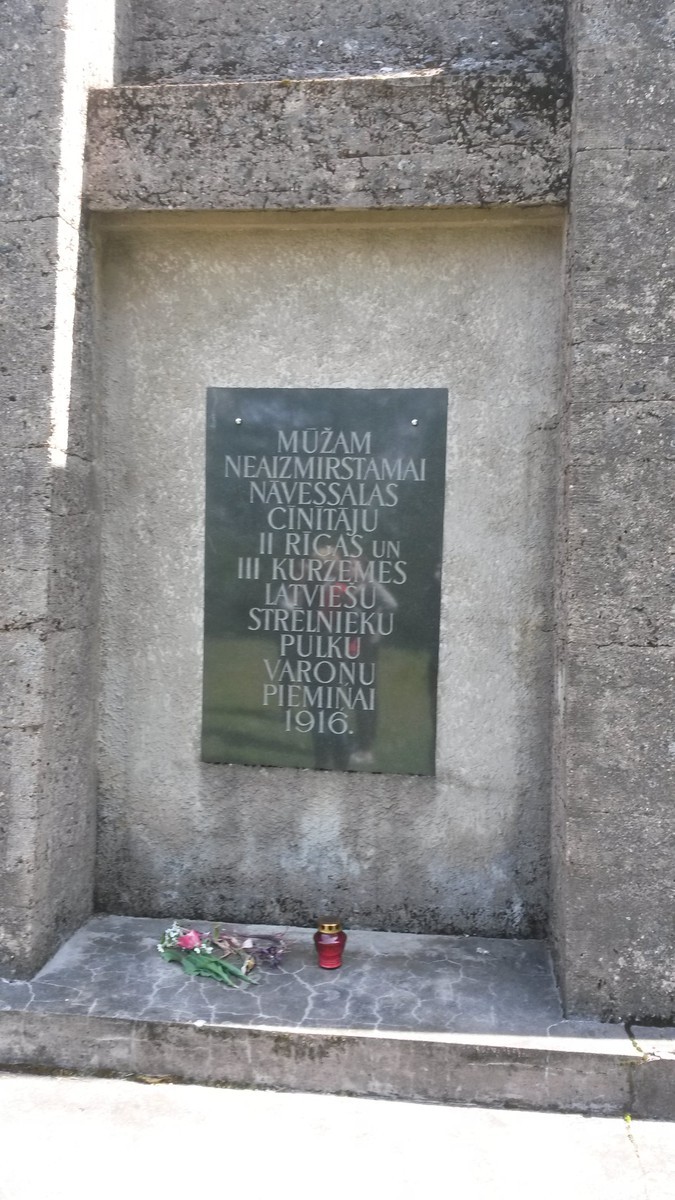 MŪŽAM
NEAIZMIRSTAMAI
NĀVESSALAS
CĪNĪTĀJU
II RĪGAS UN
III KURZEMES
LATVIEŠU
STRĒLNIEKU
PULKU
VAROŅU
PIEMIŅAI
1916.